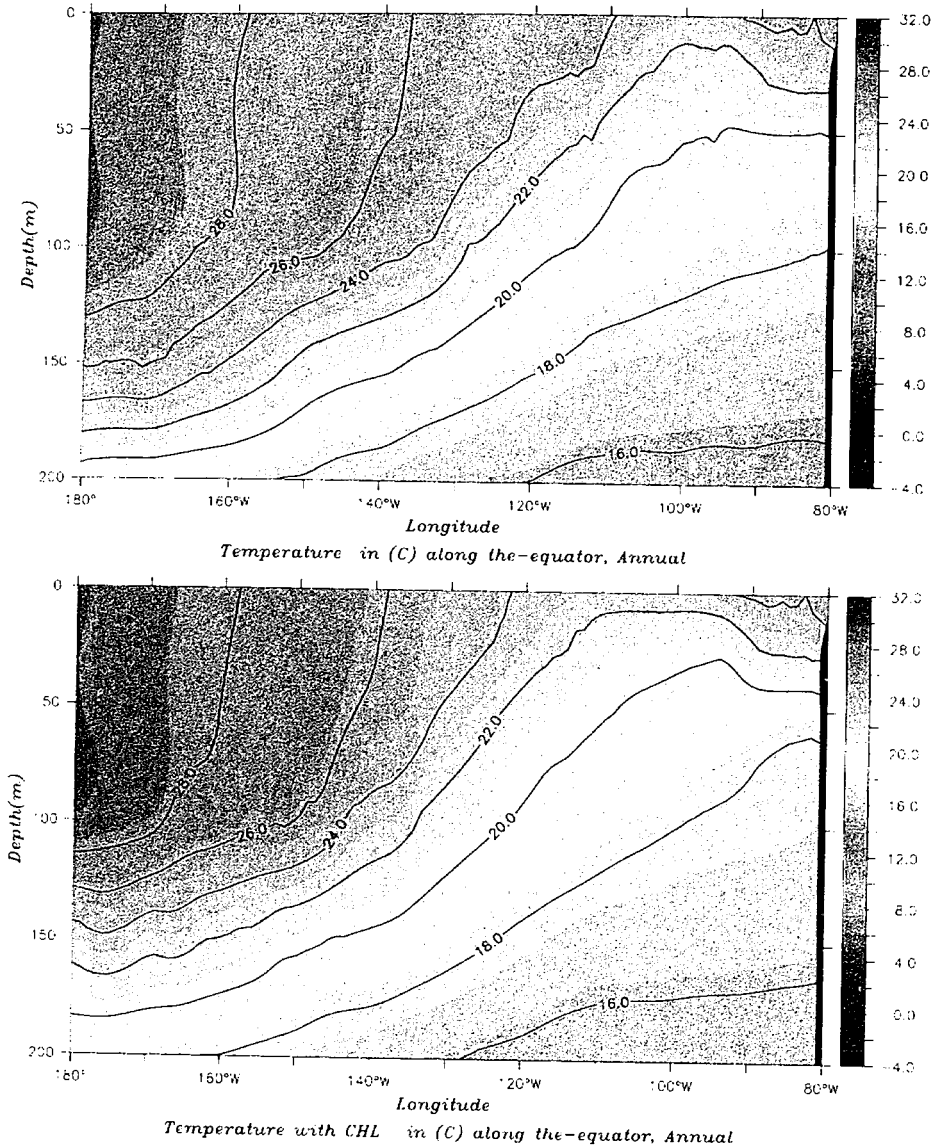 0
50
100
150
200
Depth(m)
28.0
26.0
24.0
22.0
20.0
18.0
16.0
180°
160°W
140°W
120°W
100°W
80°W
Longitude
Temperature in (C) along the-equator, Annual
32.0
28.0
24.0
20.0
16.0
12.0
8.0
4.0
0.0
-4.0
0
50
100
150
200
Depth(m)
26.0
24.0
22.0
20.0
18.0
16.0
180°
160°W
140°W
120°W
100°W
80°W
Longitude
Temperature with CHL in (C) along the-equator, Annual
32.0
28.0
24.0
20.0
16.0
12.0
8.0
4.0
0.0
-4.0